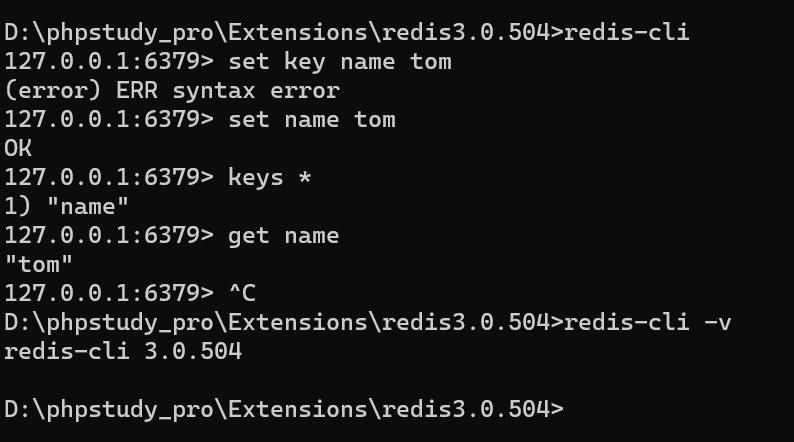 D:\phpstudy_pro\Extensions\redis3.0.504>redis-cli
127.0.0.1:6379> set key name tom
(error) ERR syntax error
127.0.0.1:6379> set name tom
OK
127.0.0.1:6379> keys *
1) "name"
127.0.0.1:6379> get name
"tom"
127.0.0.1:6379> ^C
D:\phpstudy_pro\Extensions\redis3.0.504>redis-cli -v
redis-cli 3.0.504
D:\phpstudy_pro\Extensions\redis3.0.504>